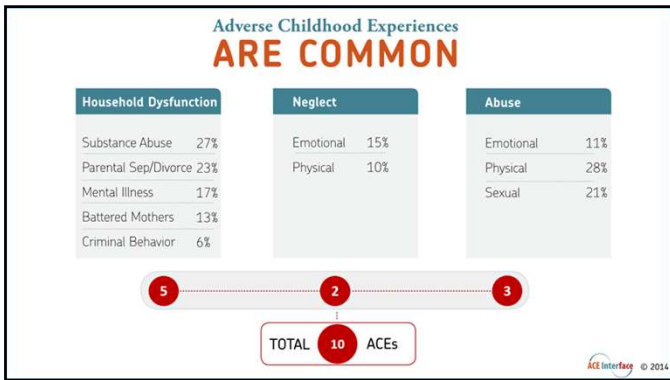 Adverse Childhood Experiences
ARE COMMON
Household Dysfunction
Substance Abuse 27%
Parental Sep/Divorce 23%
Mental Illness 17%
Battered Mothers 13%
Criminal Behavior 6%
Neglect
Emotional 15%
Physical 10%
Abuse
Emotional 11%
Physical 28%
Sexual 21%
5
2
3
TOTAL 10 ACEs
ACE Interface © 2014